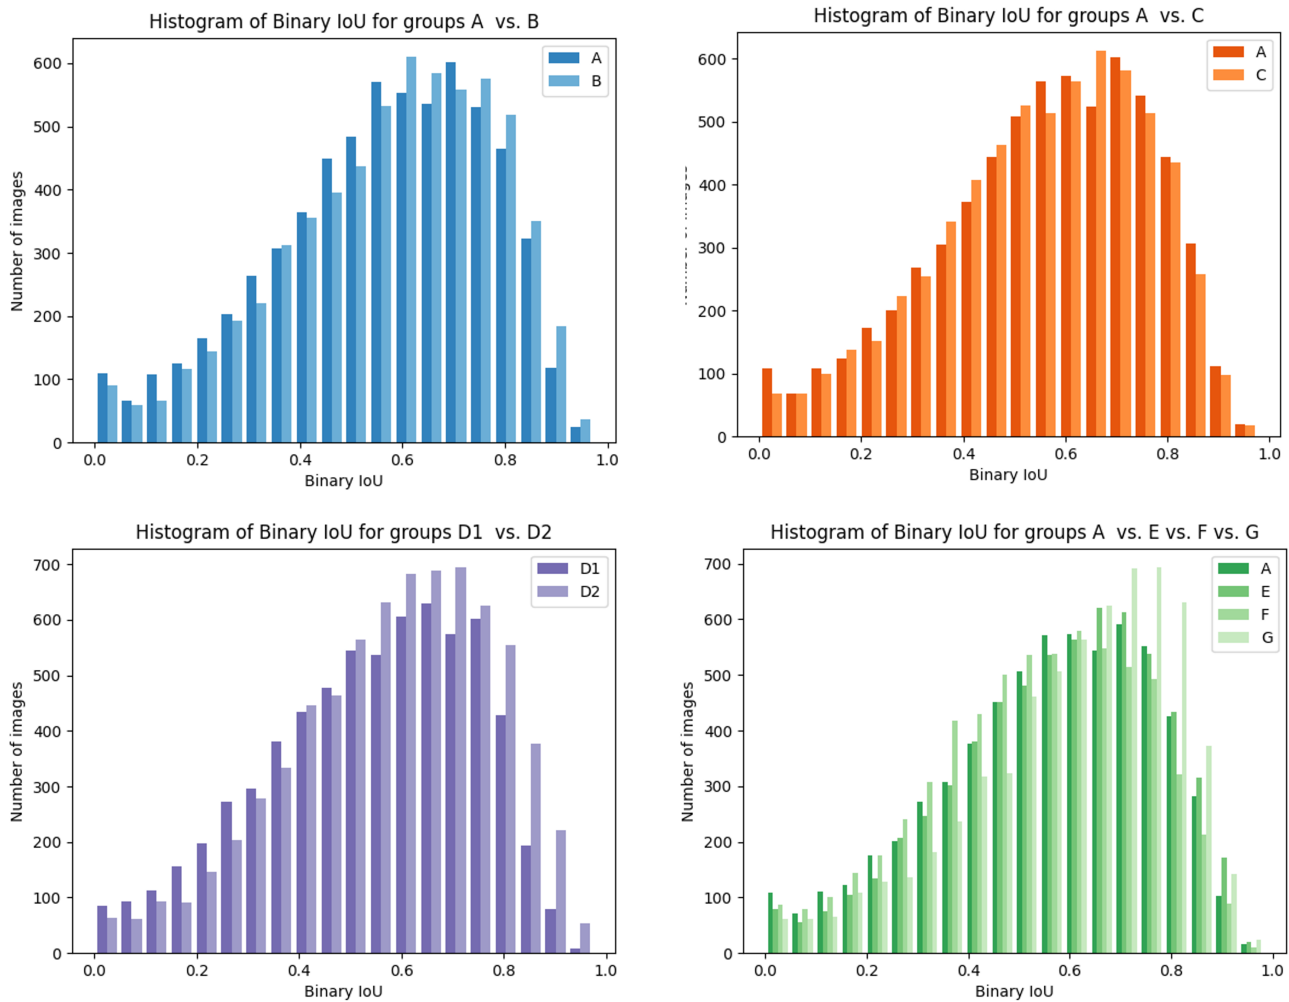 Histogram of Binary IoU for groups A vs. B
A
B
Number of images
600
500
400
300
200
100
0
0.0 0.2 0.4 0.6 0.8 1.0
Binary IoU
Histogram of Binary IoU for groups A vs. C
A
C
600
500
400
300
200
100
0
0.0 0.2 0.4 0.6 0.8 1.0
Binary IoU
Histogram of Binary IoU for groups D1 vs. D2
D1
D2
Number of images
700
600
500
400
300
200
100
0
0.0 0.2 0.4 0.6 0.8 1.0
Binary IoU
Histogram of Binary IoU for groups A vs. E vs. F vs. G
A
E
F
G
Number of images
700
600
500
400
300
200
100
0
0.0 0.2 0.4 0.6 0.8 1.0
Binary IoU